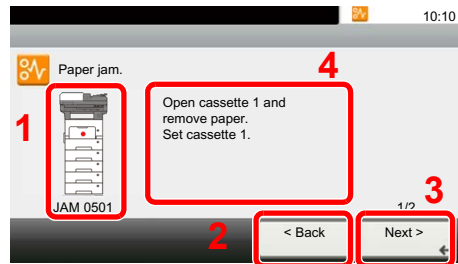 10:10
Paper jam.
4
1
Open cassette 1 and
remove paper.
Set cassette 1.
JAM 0501
1/2
3
2
< Back
Next >